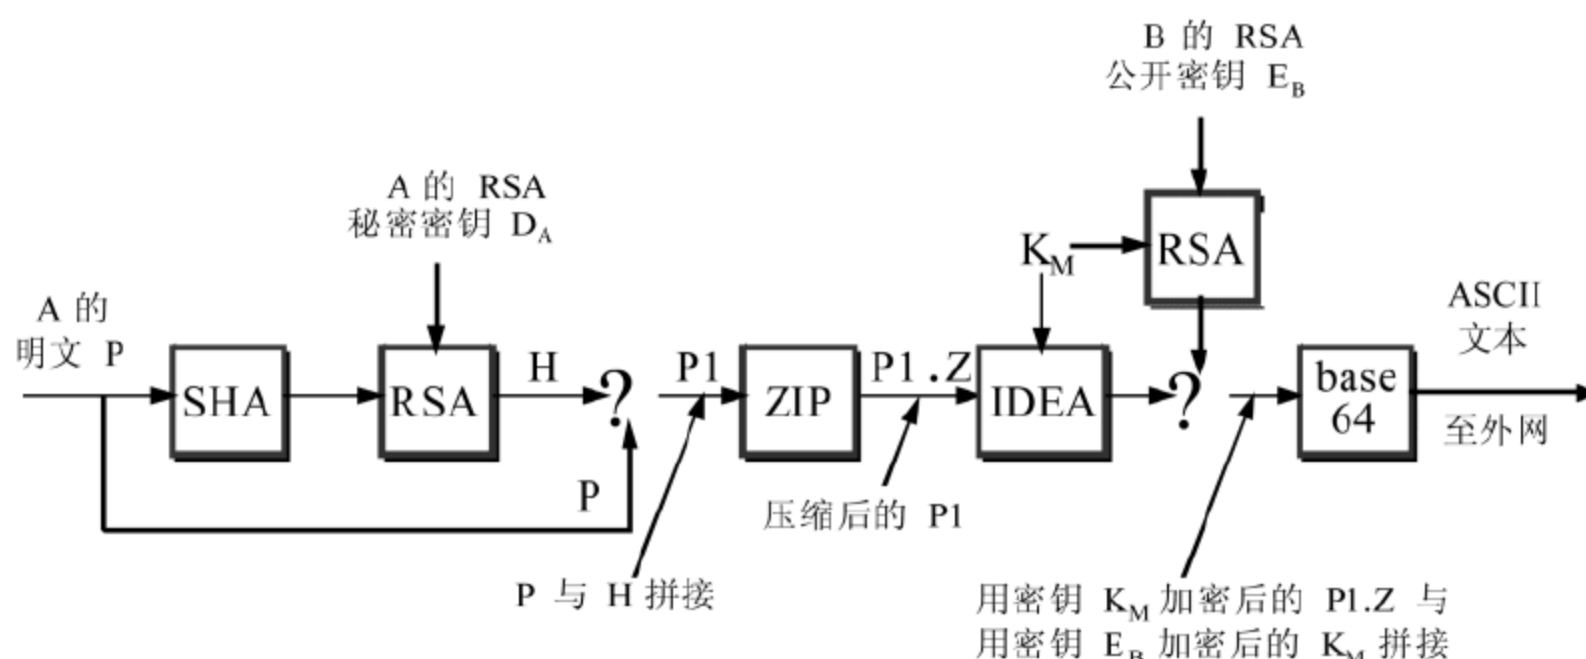 B 的 RSA
公开密钥 E_B
A 的 RSA
秘密密钥 D_A
K_M
RSA
A 的
明文 P
SHA
RSA
H
?
P1
ZIP
P1.Z
IDEA
?
base
64
ASCII
文本
至外网
P
压缩后的 P1
P 与 H 拼接
用密钥 K_M 加密后的 P1.Z 与
用密钥 E_B 加密后的 K_M 拼接